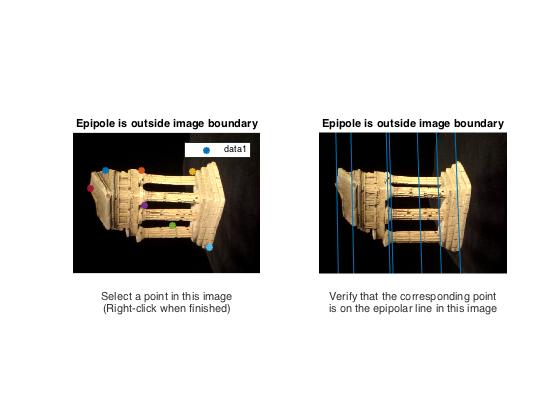 Epipole is outside image boundary
data1
Select a point in this image
(Right-click when finished)
Epipole is outside image boundary
Verify that the corresponding point
is on the epipolar line in this image